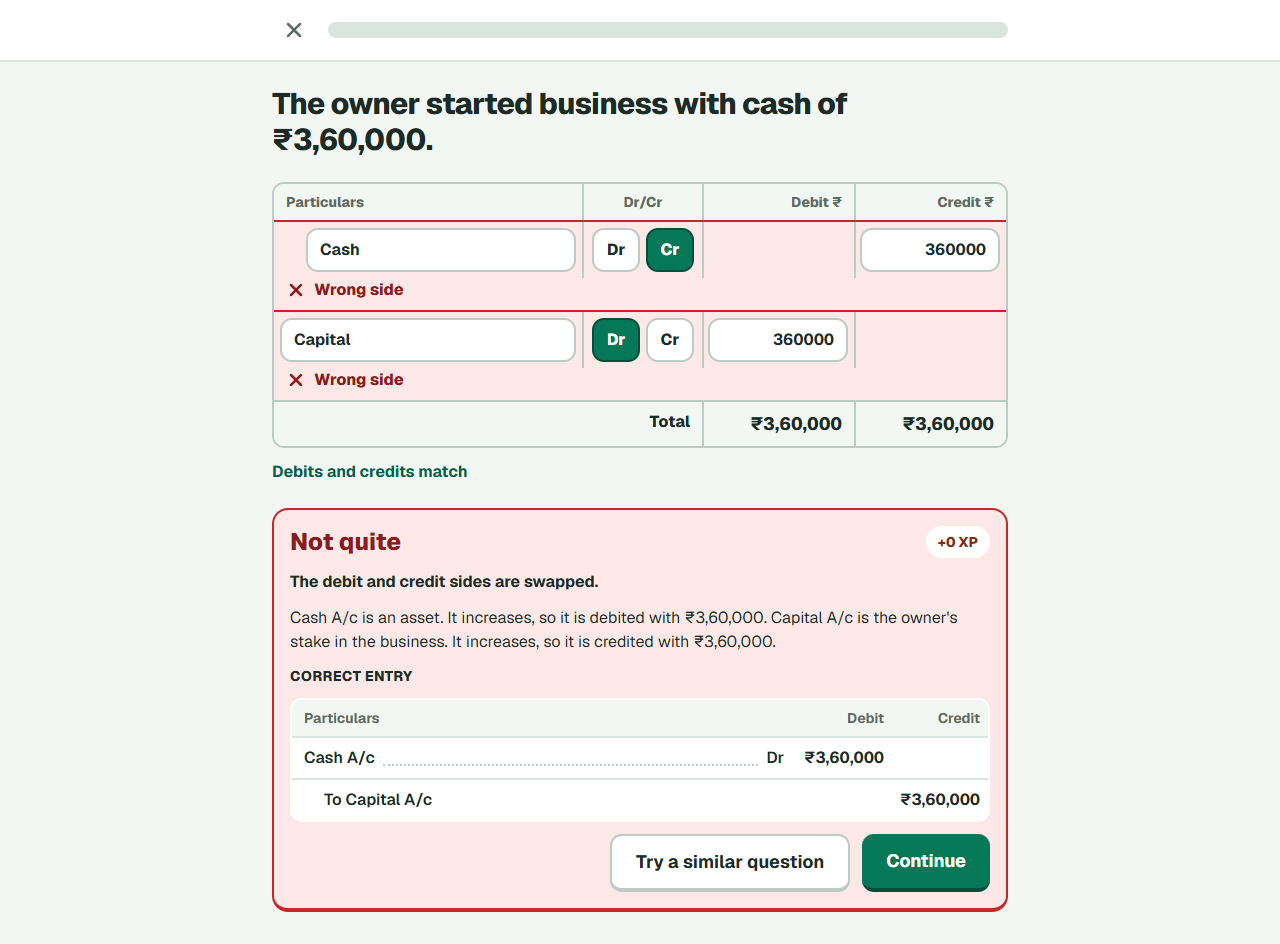 The owner started business with cash of
₹3,60,000.
Particulars Dr/Cr Debit ₹ Credit ₹
Cash Dr Cr 360000
Wrong side
Capital Dr Cr 360000
Wrong side
Total ₹3,60,000 ₹3,60,000
Debits and credits match
Not quite +0 XP
The debit and credit sides are swapped.
Cash A/c is an asset. It increases, so it is debited with ₹3,60,000. Capital A/c is the owner's
stake in the business. It increases, so it is credited with ₹3,60,000.
CORRECT ENTRY
Particulars Debit Credit
Cash A/c Dr ₹3,60,000
To Capital A/c ₹3,60,000
Try a similar question Continue